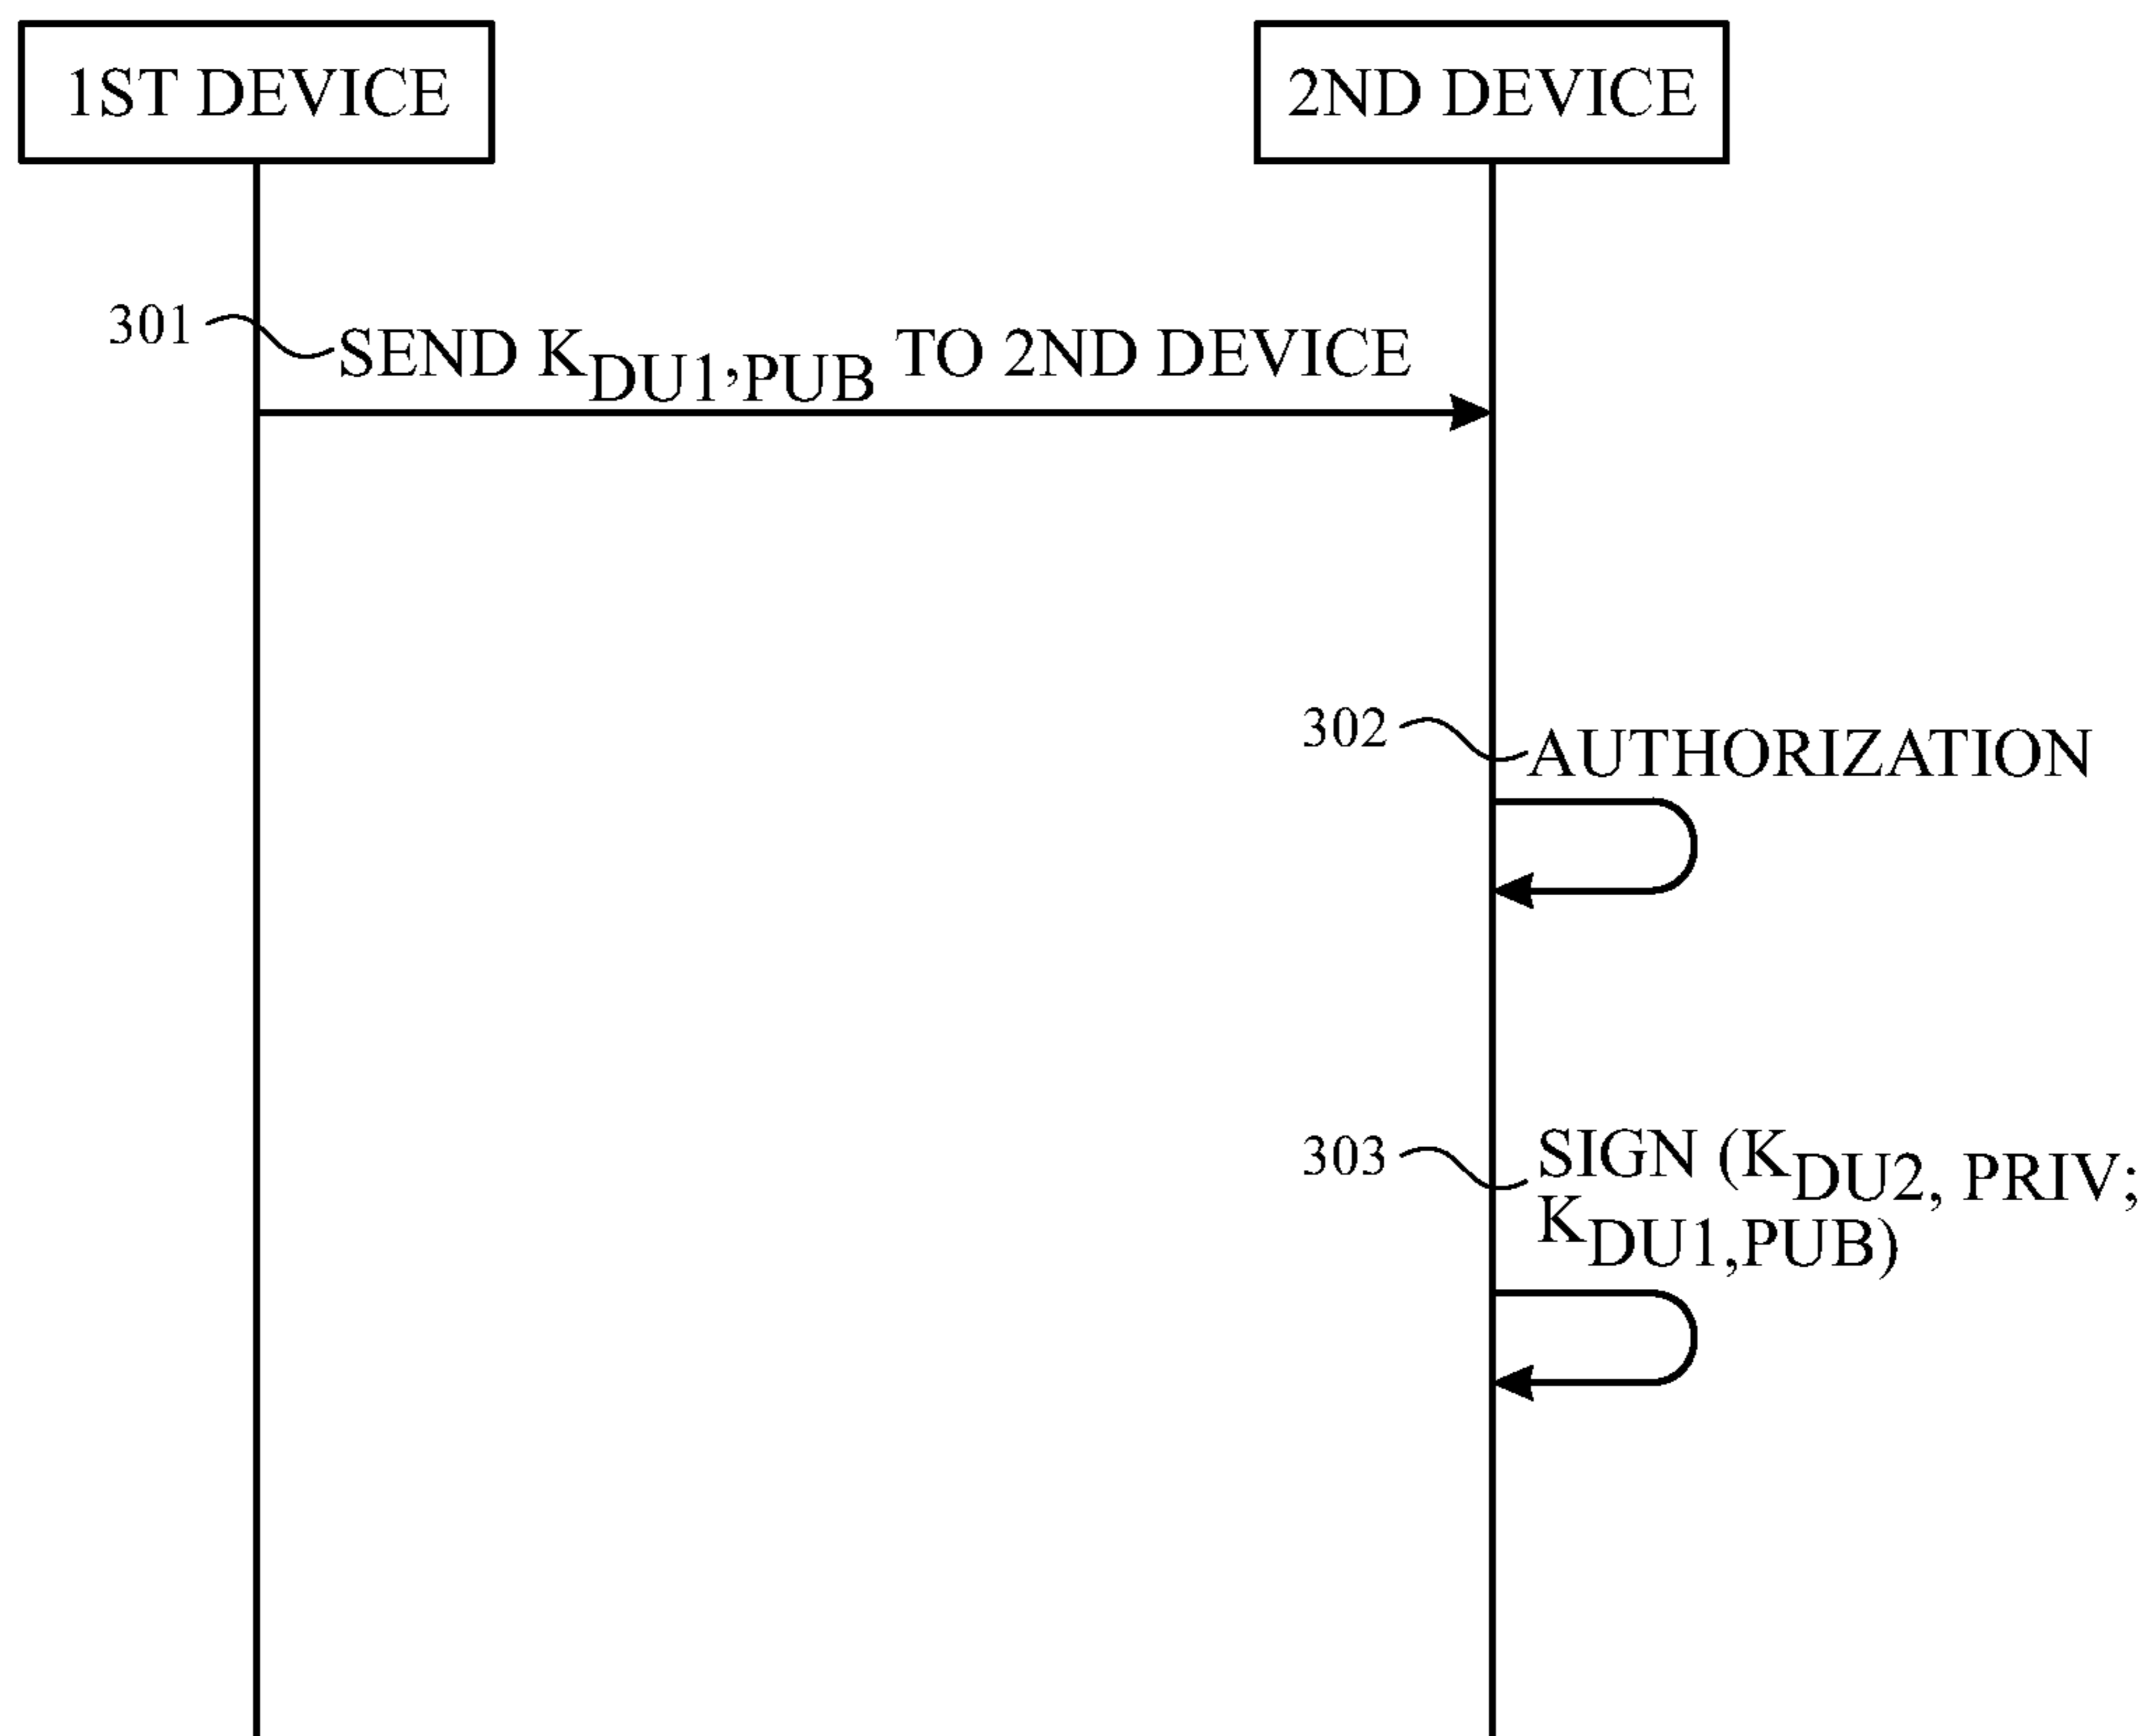 1ST DEVICE
2ND DEVICE
301
SEND KDU1,PUB TO 2ND DEVICE
302
AUTHORIZATION
303
SIGN (KDU2, PRIV;
KDU1,PUB)